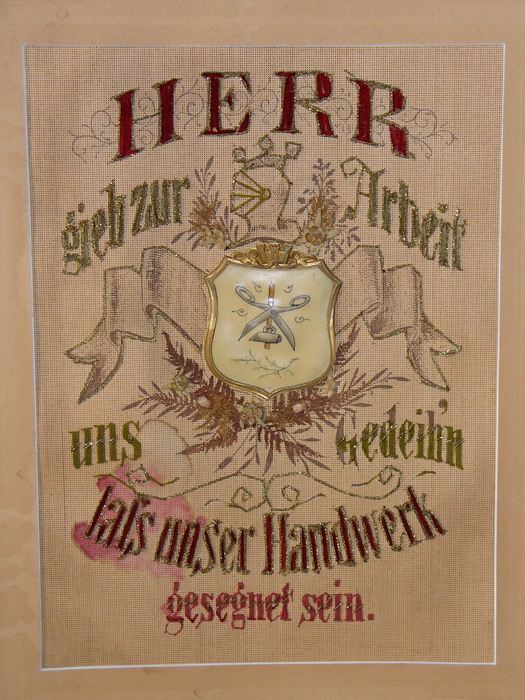 HERR
gieb zur Arbeit
uns Gedeih'n
laſs unser Handwerk
gesegnet sein.